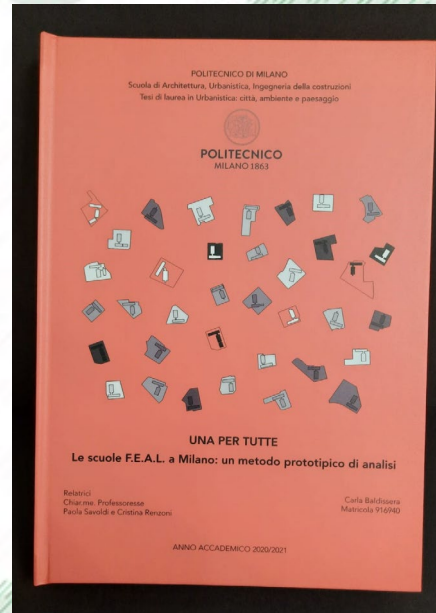 POLITECNICO DI MILANO
Scuola di Architettura, Urbanistica, Ingegneria della costruzioni
Tesi di laurea in Urbanistica: città, ambiente e paesaggio
POLITECNICO
MILANO 1863
UNA PER TUTTE
Le scuole F.E.A.L. a Milano: un metodo prototipico di analisi
Relatrici
Chiar.me. Professoresse
Paola Savoldi e Cristina Renzoni
Carla Baldissera
Matricola 916940
ANNO ACCADEMICO 2020/2021